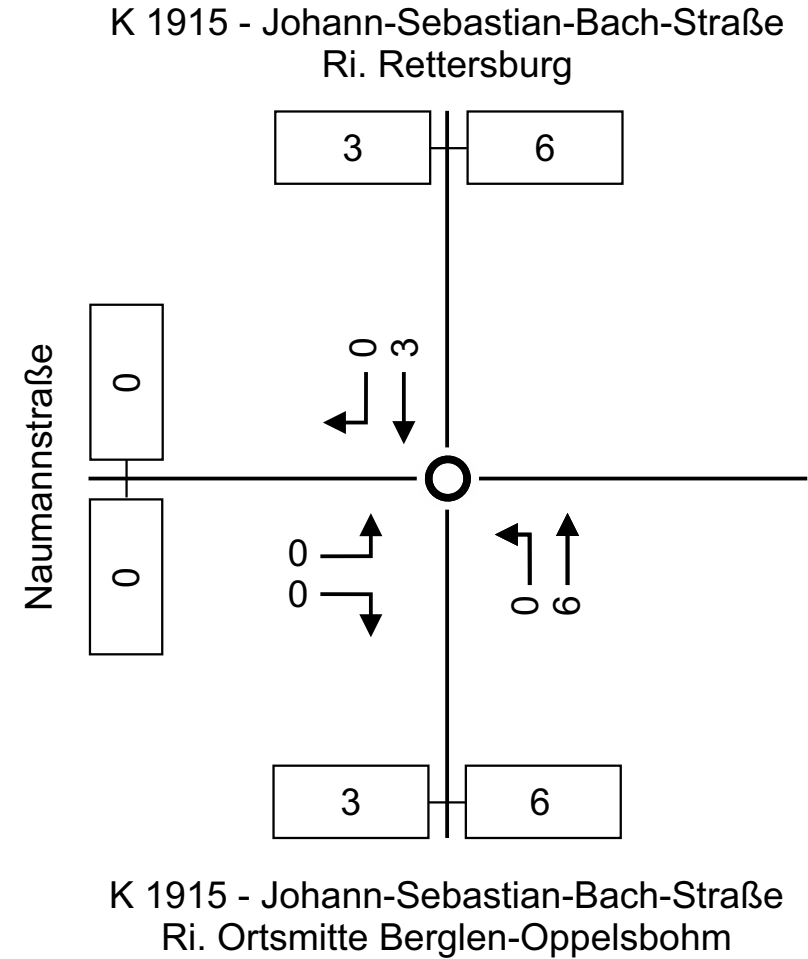 K 1915 - Johann-Sebastian-Bach-Straße
Ri. Rettersburg
3
6
Naumannstraße
0
0
0
3
0
0
0
6
3
6
K 1915 - Johann-Sebastian-Bach-Straße
Ri. Ortsmitte Berglen-Oppelsbohm